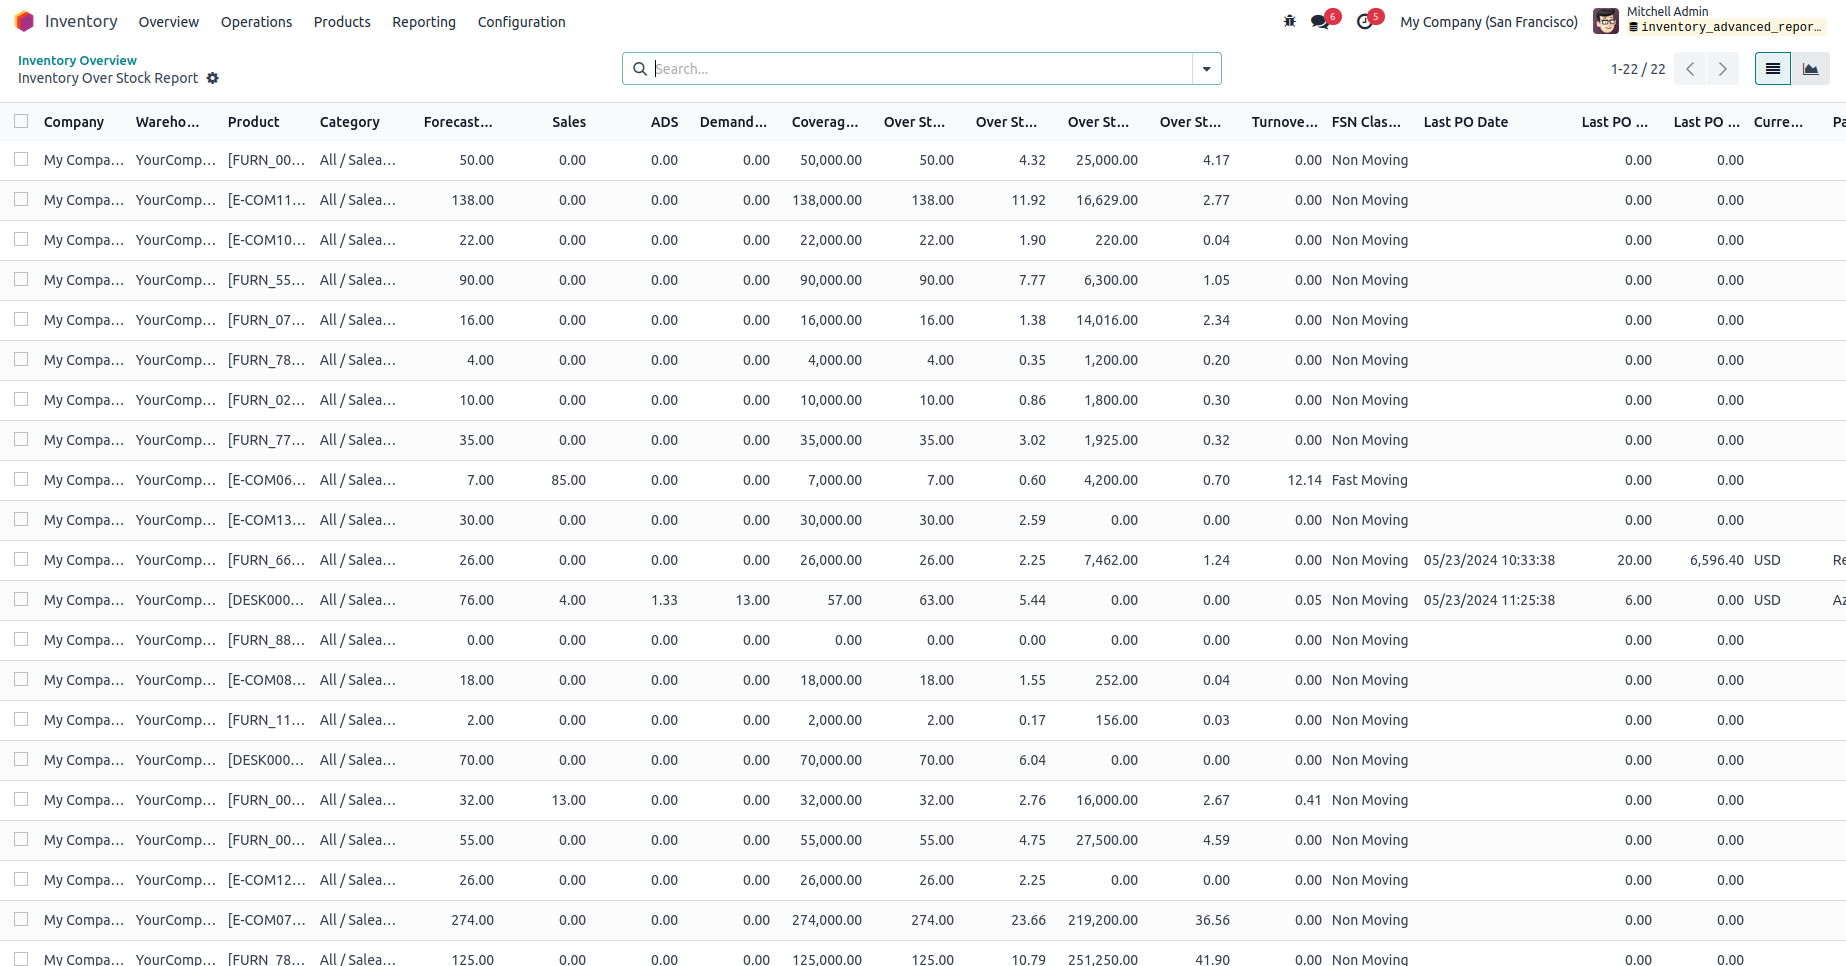 Inventory Overview Operations Products Reporting Configuration 6 5 My Company (San Francisco) Mitchell Admin
inventory_advanced_repor...
Inventory Overview
Inventory Over Stock Report
Search...
1-22 / 22
Company Wareho... Product Category Forecast... Sales ADS Demand... Coverag... Over St... Over St... Over St... Over St... Turnove... FSN Clas... Last PO Date Last PO ... Last PO ... Curre... Pa
My Compa... YourComp... [FURN_00... All / Salea... 50.00 0.00 0.00 0.00 50,000.00 50.00 4.32 25,000.00 4.17 0.00 Non Moving 0.00 0.00
My Compa... YourComp... [E-COM11... All / Salea... 138.00 0.00 0.00 0.00 138,000.00 138.00 11.92 16,629.00 2.77 0.00 Non Moving 0.00 0.00
My Compa... YourComp... [E-COM10... All / Salea... 22.00 0.00 0.00 0.00 22,000.00 22.00 1.90 220.00 0.04 0.00 Non Moving 0.00 0.00
My Compa... YourComp... [FURN_55... All / Salea... 90.00 0.00 0.00 0.00 90,000.00 90.00 7.77 6,300.00 1.05 0.00 Non Moving 0.00 0.00
My Compa... YourComp... [FURN_07... All / Salea... 16.00 0.00 0.00 0.00 16,000.00 16.00 1.38 14,016.00 2.34 0.00 Non Moving 0.00 0.00
My Compa... YourComp... [FURN_78... All / Salea... 4.00 0.00 0.00 0.00 4,000.00 4.00 0.35 1,200.00 0.20 0.00 Non Moving 0.00 0.00
My Compa... YourComp... [FURN_02... All / Salea... 10.00 0.00 0.00 0.00 10,000.00 10.00 0.86 1,800.00 0.30 0.00 Non Moving 0.00 0.00
My Compa... YourComp... [FURN_77... All / Salea... 35.00 0.00 0.00 0.00 35,000.00 35.00 3.02 1,925.00 0.32 0.00 Non Moving 0.00 0.00
My Compa... YourComp... [E-COM06... All / Salea... 7.00 85.00 0.00 0.00 7,000.00 7.00 0.60 4,200.00 0.70 12.14 Fast Moving 0.00 0.00
My Compa... YourComp... [E-COM13... All / Salea... 30.00 0.00 0.00 0.00 30,000.00 30.00 2.59 0.00 0.00 0.00 Non Moving 0.00 0.00
My Compa... YourComp... [FURN_66... All / Salea... 26.00 0.00 0.00 0.00 26,000.00 26.00 2.25 7,462.00 1.24 0.00 Non Moving 05/23/2024 10:33:38 20.00 6,596.40 USD Re
My Compa... YourComp... [DESK000... All / Salea... 76.00 4.00 1.33 13.00 57.00 63.00 5.44 0.00 0.00 0.05 Non Moving 05/23/2024 11:25:38 6.00 0.00 USD Az
My Compa... YourComp... [FURN_88... All / Salea... 0.00 0.00 0.00 0.00 0.00 0.00 0.00 0.00 0.00 0.00 Non Moving 0.00 0.00
My Compa... YourComp... [E-COM08... All / Salea... 18.00 0.00 0.00 0.00 18,000.00 18.00 1.55 252.00 0.04 0.00 Non Moving 0.00 0.00
My Compa... YourComp... [FURN_11... All / Salea... 2.00 0.00 0.00 0.00 2,000.00 2.00 0.17 156.00 0.03 0.00 Non Moving 0.00 0.00
My Compa... YourComp... [DESK000... All / Salea... 70.00 0.00 0.00 0.00 70,000.00 70.00 6.04 0.00 0.00 0.00 Non Moving 0.00 0.00
My Compa... YourComp... [FURN_00... All / Salea... 32.00 13.00 0.00 0.00 32,000.00 32.00 2.76 16,000.00 2.67 0.41 Non Moving 0.00 0.00
My Compa... YourComp... [FURN_00... All / Salea... 55.00 0.00 0.00 0.00 55,000.00 55.00 4.75 27,500.00 4.59 0.00 Non Moving 0.00 0.00
My Compa... YourComp... [E-COM12... All / Salea... 26.00 0.00 0.00 0.00 26,000.00 26.00 2.25 0.00 0.00 0.00 Non Moving 0.00 0.00
My Compa... YourComp... [E-COM07... All / Salea... 274.00 0.00 0.00 0.00 274,000.00 274.00 23.66 219,200.00 36.56 0.00 Non Moving 0.00 0.00
My Compa... YourComp... [FURN_78... All / Salea... 125.00 0.00 0.00 0.00 125,000.00 125.00 10.79 251,250.00 41.90 0.00 Non Moving 0.00 0.00